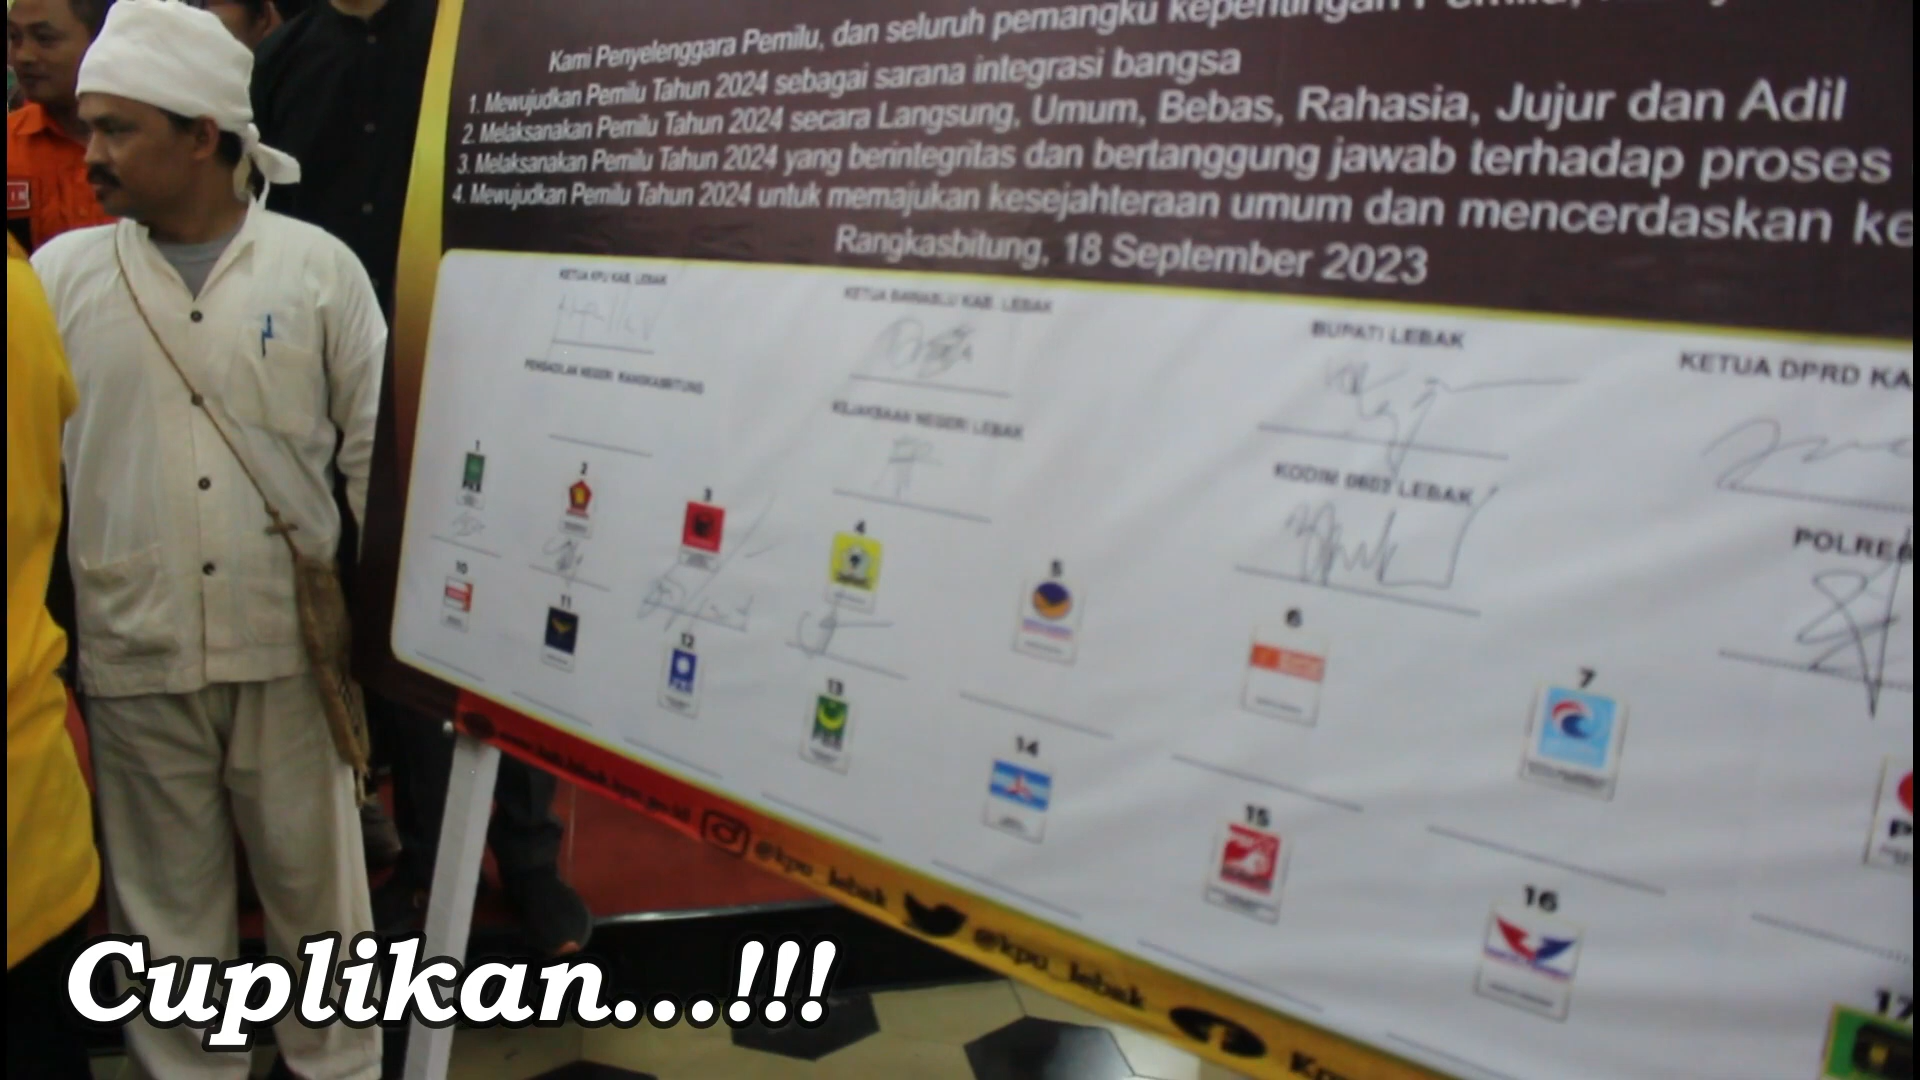 Kami Penyelenggara Pemilu, dan seluruh pemangku kepentingan Pemilu,
1. Mewujudkan Pemilu Tahun 2024 sebagai sarana integrasi bangsa
2. Melaksanakan Pemilu Tahun 2024 secara Langsung, Umum, Bebas, Rahasia, Jujur dan Adil
3. Melaksanakan Pemilu Tahun 2024 yang berintegritas dan bertanggung jawab terhadap proses
4. Mewujudkan Pemilu Tahun 2024 untuk memajukan kesejahteraan umum dan mencerdaskan ke
Rangkasbitung, 18 September 2023
KETUA KPU KAB. LEBAK
KETUA BAWASLU KAB. LEBAK
BUPATI LEBAK
KETUA DPRD KA
PENGADILAN NEGERI RANGKASBITUNG
KEJAKSAAN NEGERI LEBAK
KODIM 0603 LEBAK
POLRES
1 2 3 4 5 6 7
PKB
10 11 12 13 14 15 16 17
PAN
PBB
@kpu_lebak
@kpu_lebak
Cuplikan...!!!